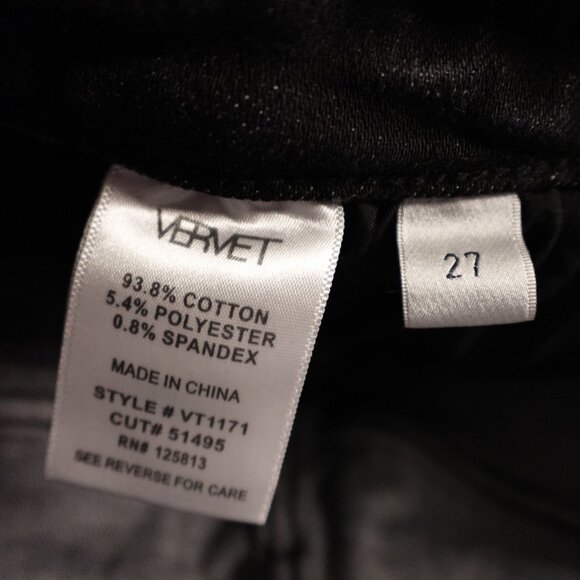 VERVET
93.8% COTTON
5.4% POLYESTER
0.8% SPANDEX
MADE IN CHINA
STYLE # VT1171
CUT# 51495
RN# 125813
SEE REVERSE FOR CARE
27